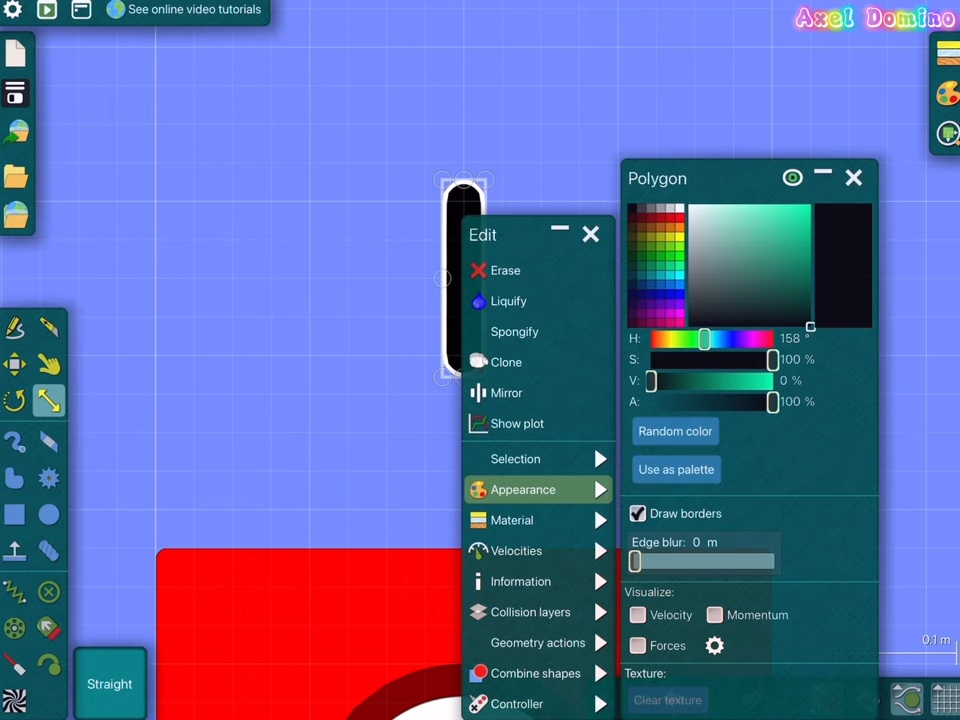 See online video tutorials
Axel Domino
Edit
Erase
Liquify
Spongify
Clone
Mirror
Show plot
Selection
Appearance
Material
Velocities
Information
Collision layers
Geometry actions
Combine shapes
Controller
Polygon
H: 158 °
S: 100 %
V: 0 %
A: 100 %
Random color
Use as palette
Draw borders
Edge blur: 0 m
Visualize:
Velocity Momentum
Forces
Texture:
Clear texture
0.1 m
Straight